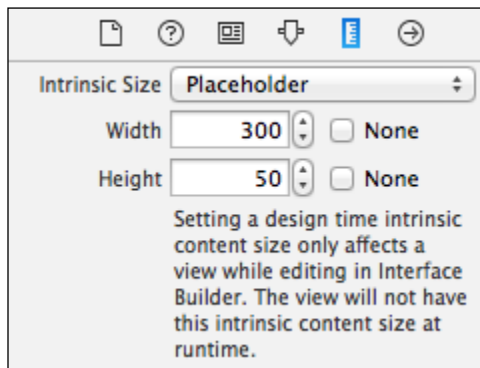 Intrinsic Size Placeholder
Width 300 None
Height 50 None
Setting a design time intrinsic
content size only affects a
view while editing in Interface
Builder. The view will not have
this intrinsic content size at
runtime.